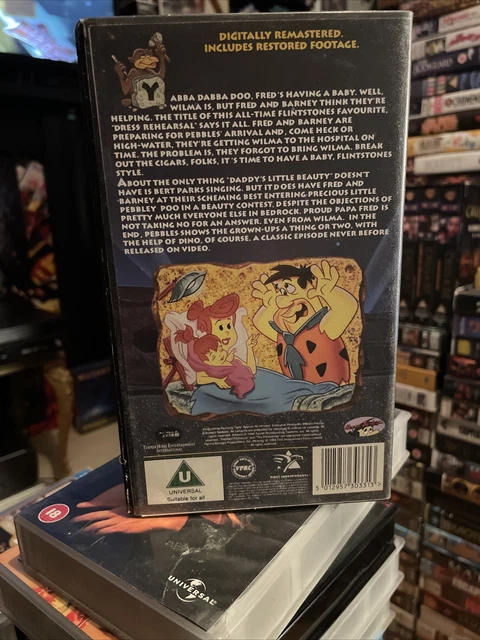 DIGITALLY REMASTERED.
INCLUDES RESTORED FOOTAGE.
Y
ABBA DABBA DOO, FRED'S HAVING A BABY. WELL,
WILMA IS, BUT FRED AND BARNEY THINK THEY'RE
HELPING. THE TITLE OF THIS ALL-TIME FLINTSTONES FAVOURITE,
"DRESS REHEARSAL" SAYS IT ALL. FRED AND BARNEY ARE
PREPARING FOR PEBBLES' ARRIVAL AND, COME HECK OR
HIGH-WATER, THEY'RE GETTING WILMA TO THE HOSPITAL ON
TIME. THE PROBLEM IS, THEY FORGOT TO BRING WILMA. BREAK
OUT THE CIGARS, FOLKS, IT'S TIME TO HAVE A BABY, FLINTSTONES
STYLE.
ABOUT THE ONLY THING "DADDY'S LITTLE BEAUTY" DOESN'T
HAVE IS BERT PARKS SINGING. BUT IT DOES HAVE FRED AND
BARNEY AT THEIR SCHEMING BEST ENTERING PRECIOUS LITTLE
PEBBLEY POO IN A BEAUTY CONTEST, DESPITE THE OBJECTIONS OF
PRETTY MUCH EVERYONE ELSE IN BEDROCK. PROUD PAPA FRED IS
NOT TAKING NO FOR AN ANSWER. EVEN FROM WILMA. IN THE
END, PEBBLES SHOWS THE GROWN-UPS A THING OR TWO, WITH
THE HELP OF DINO, OF COURSE. A CLASSIC EPISODE NEVER BEFORE
RELEASED ON VIDEO.
INTERNATIONAL
U
UNIVERSAL
Suitable for all
VPRC
FIRST INDEPENDENT
5 012957 303313 >
18
UNIVERSAL